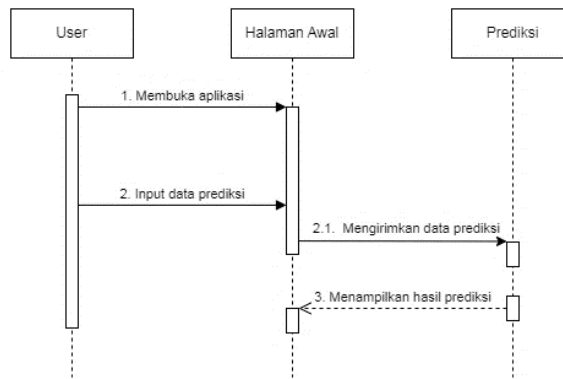 User
Halaman Awal
Prediksi
1. Membuka aplikasi
2. Input data prediksi
2.1. Mengirimkan data prediksi
3. Menampilkan hasil prediksi